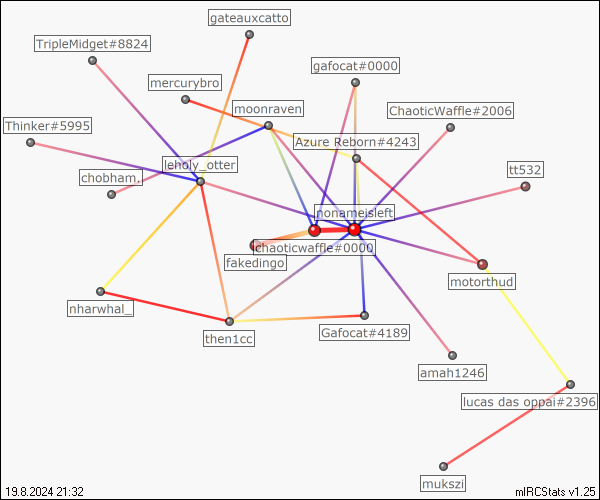 gateauxcatto
TripleMidget#8824
gafocat#0000
mercurybro
moonraven
ChaoticWaffle#2006
Thinker#5995
Azure Reborn#4243
leholy_otter
tt532
chobham.
nonameisleft
chaoticwaffle#0000
fakedingo
motorthud
nharwhal_
then1cc
Gafocat#4189
amah1246
lucas das oppai#2396
mukszi
19.8.2024 21:32
mIRCStats v1.25